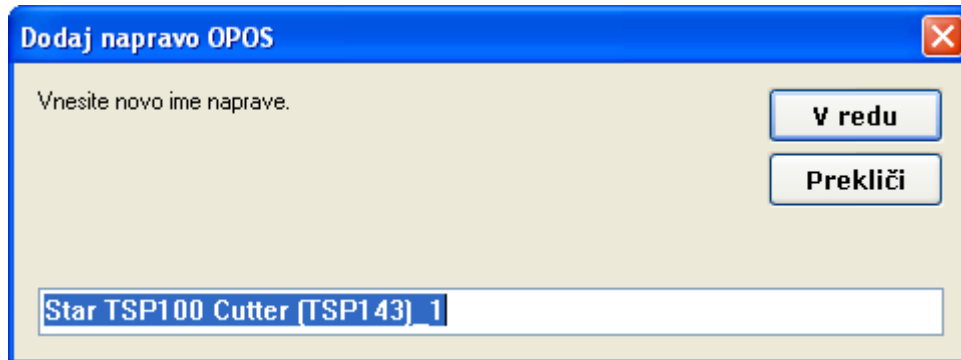 Dodaj napravo OPOS
Vnesite novo ime naprave.
V redu
Prekliči
Star TSP100 Cutter (TSP143)_1